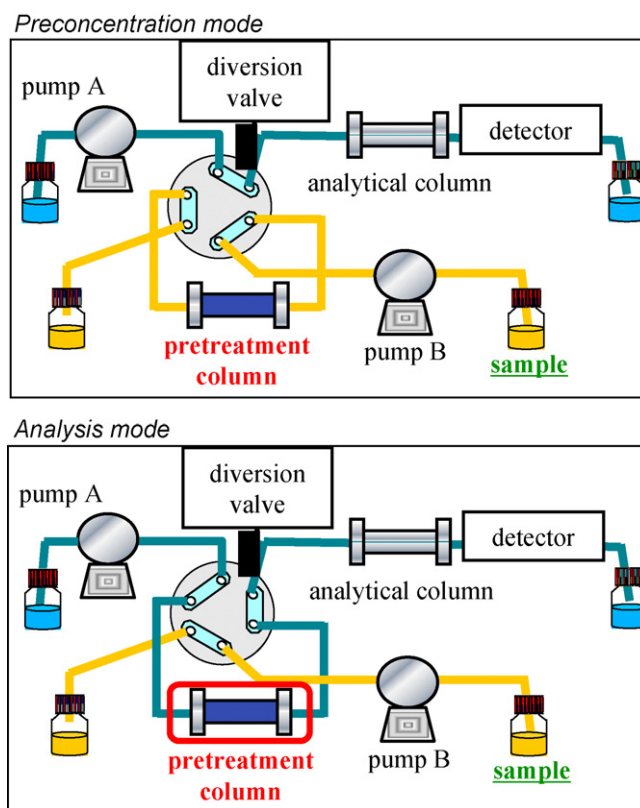 Preconcentration mode
pump A
diversion
valve
detector
analytical column
pump B
pretreatment
column
sample
Analysis mode
pump A
diversion
valve
detector
analytical column
pump B
pretreatment
column
sample